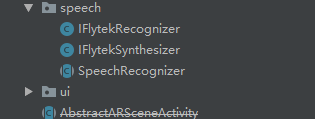 speech
IFlytekRecognizer
IFlytekSynthesizer
SpeechRecognizer
ui
AbstractARSceneActivity